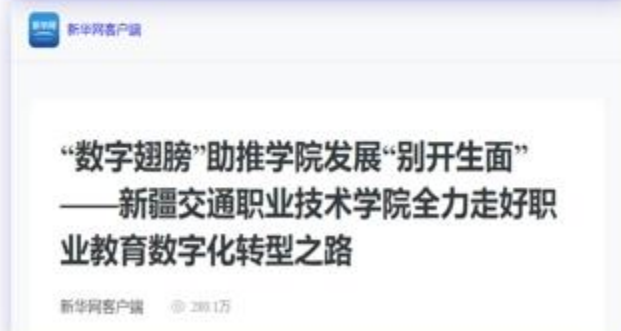 新华网
新华网客户端
“数字翅膀”助推学院发展“别开生面”
——新疆交通职业技术学院全力走好职
业教育数字化转型之路
新华网客户端